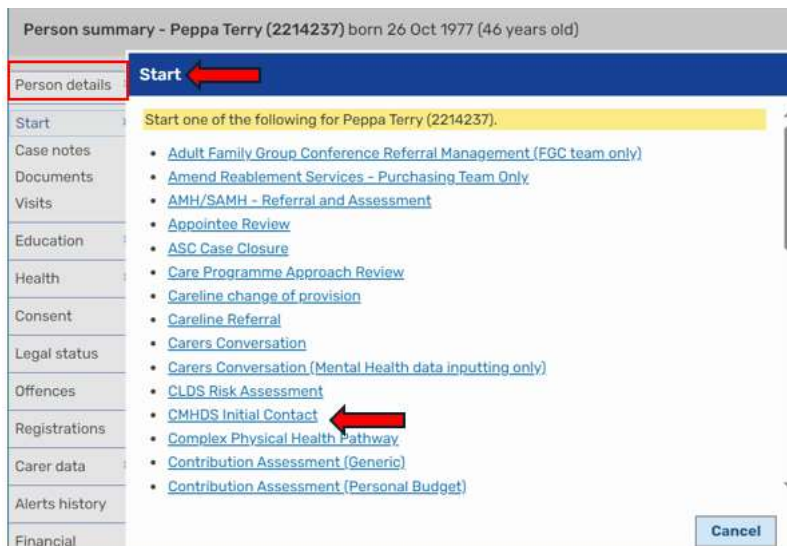 Person summary - Peppa Terry (2214237) born 26 Oct 1977 (46 years old)
Person details
Start
Case notes
Documents
Visits
Education
Health
Consent
Legal status
Offences
Registrations
Carer data
Alerts history
Financial
Start
Start one of the following for Peppa Terry (2214237).
Adult Family Group Conference Referral Management (FGC team only)
Amend Reablement Services - Purchasing Team Only
AMH/SAMH - Referral and Assessment
Appointee Review
ASC Case Closure
Care Programme Approach Review
Careline change of provision
Careline Referral
Carers Conversation
Carers Conversation (Mental Health data inputting only)
CLDS Risk Assessment
CMHDS Initial Contact
Complex Physical Health Pathway
Contribution Assessment (Generic)
Contribution Assessment (Personal Budget)
Cancel